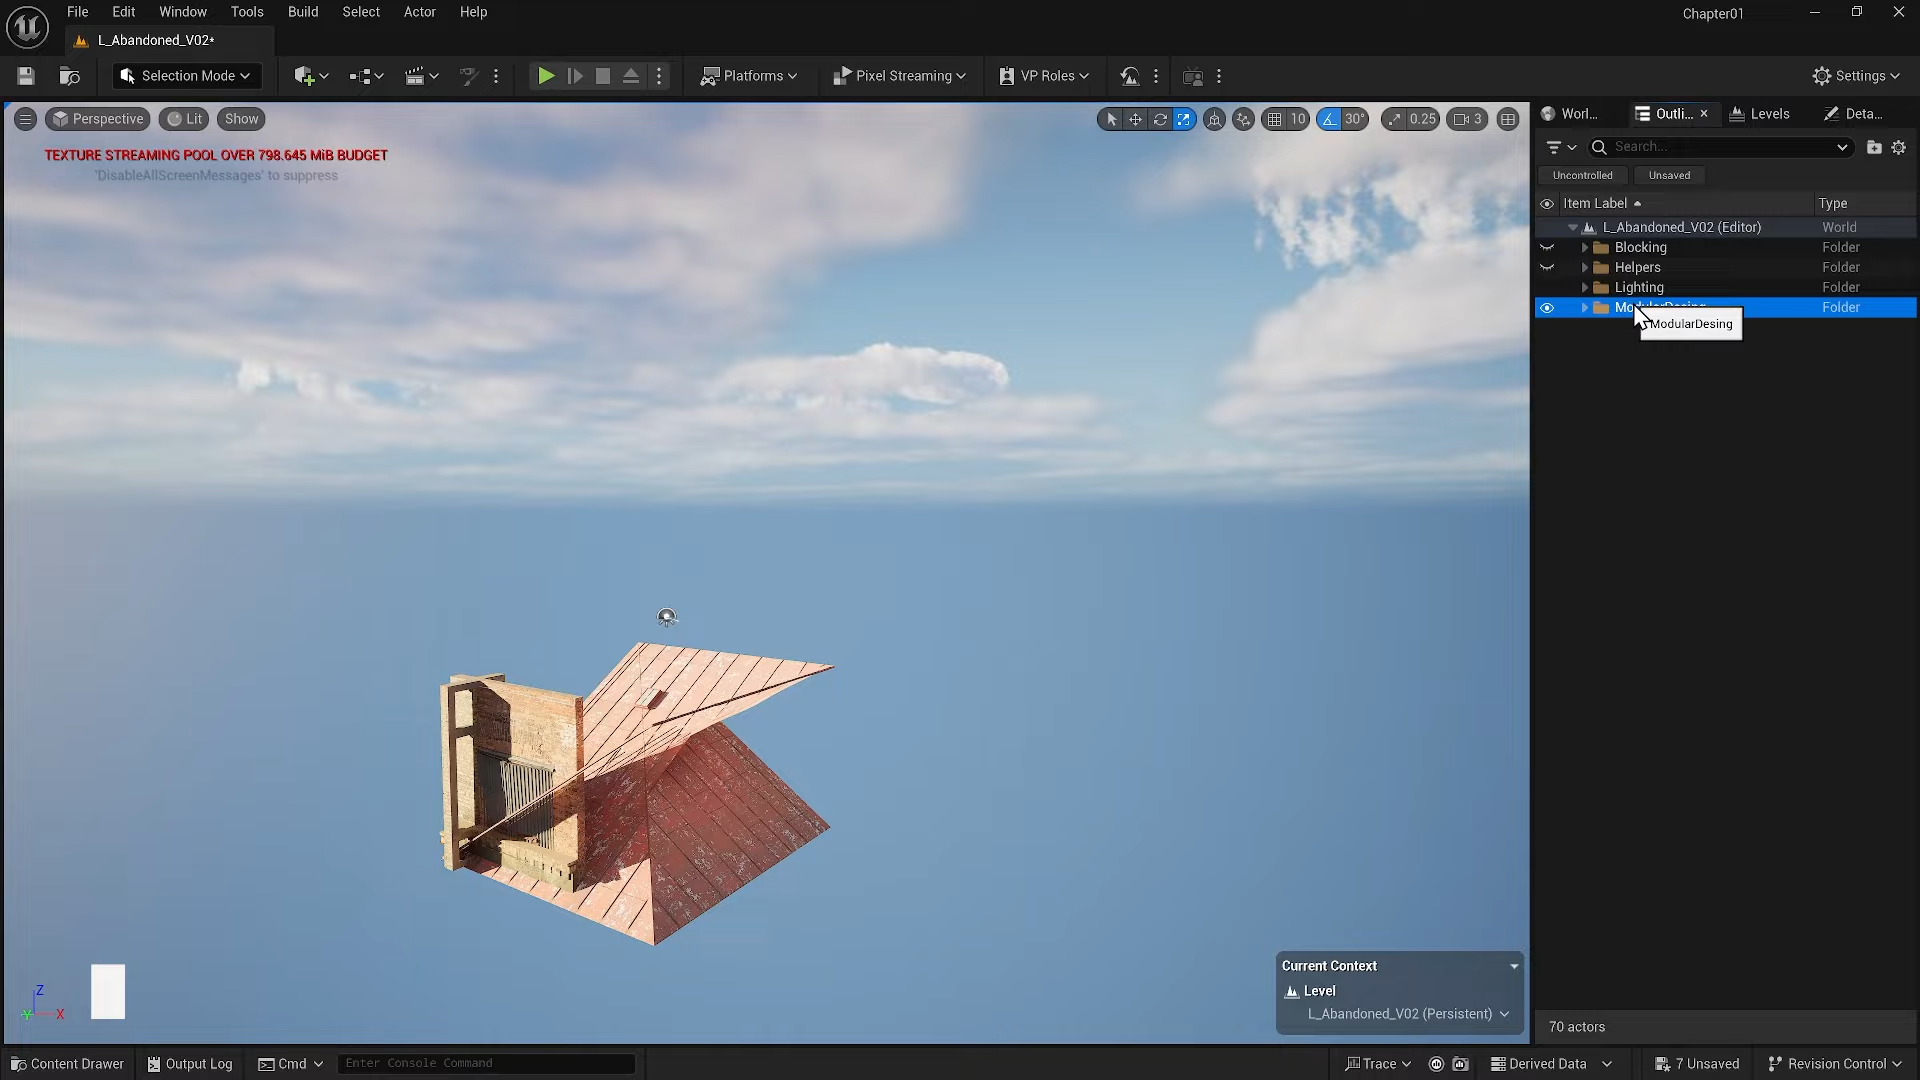 File Edit Window Tools Build Select Actor Help
Chapter01
L_Abandoned_V02*
Selection Mode
Platforms
Pixel Streaming
VP Roles
Settings
Perspective Lit Show
10 30° 0.25 3
TEXTURE STREAMING POOL OVER 798.645 MiB BUDGET
'DisableAllScreenMessages' to suppress
Worl... Outli... Levels Deta...
Search...
Uncontrolled Unsaved
Item Label Type
L_Abandoned_V02 (Editor) World
Blocking Folder
Helpers Folder
Lighting Folder
ModularDesing Folder
ModularDesing
Z
Y X
Current Context
Level
L_Abandoned_V02 (Persistent)
70 actors
Content Drawer Output Log Cmd Enter Console Command
Trace Derived Data 7 Unsaved Revision Control